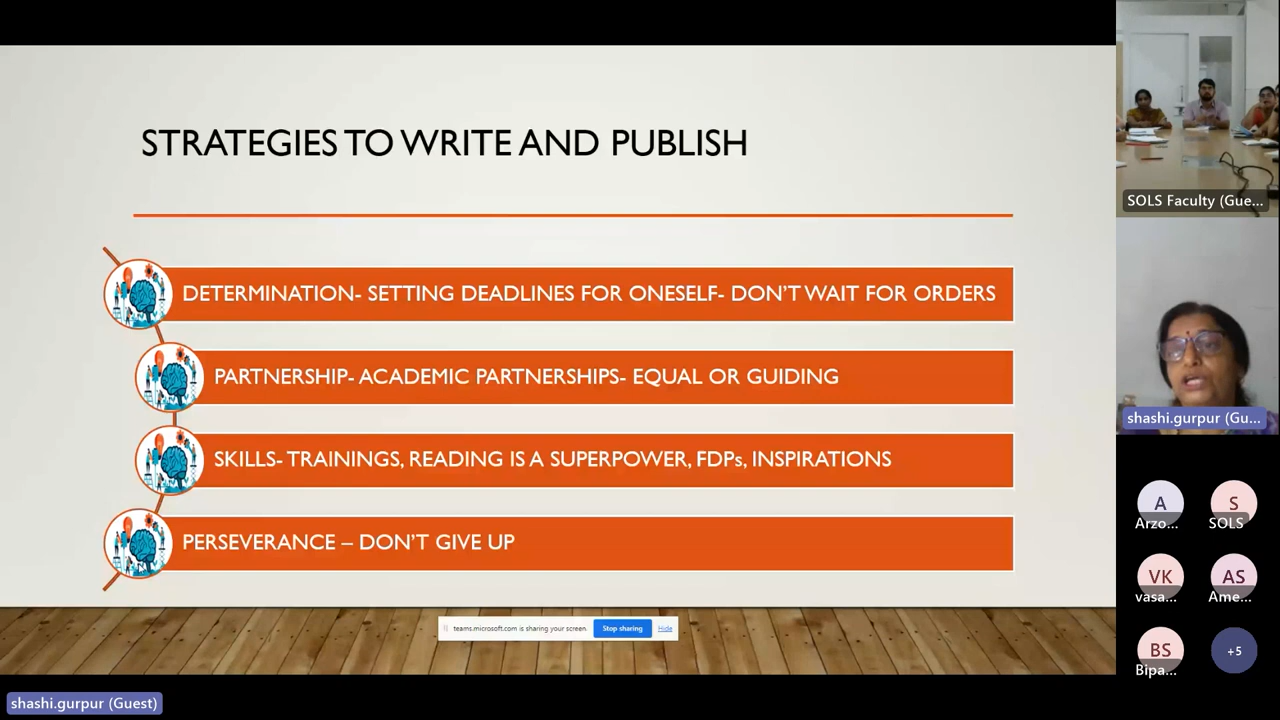 STRATEGIES TO WRITE AND PUBLISH
DETERMINATION- SETTING DEADLINES FOR ONESELF- DON'T WAIT FOR ORDERS
PARTNERSHIP- ACADEMIC PARTNERSHIPS- EQUAL OR GUIDING
SKILLS- TRAININGS, READING IS A SUPERPOWER, FDPs, INSPIRATIONS
PERSEVERANCE – DON'T GIVE UP
teams.microsoft.com is sharing your screen. Stop sharing Hide
shashi.gurpur (Guest)
SOLS Faculty (Gue...
shashi.gurpur (Gu...
A S
Arzo... SOLS
VK AS
vasa... Ame...
BS +5
Bipa...